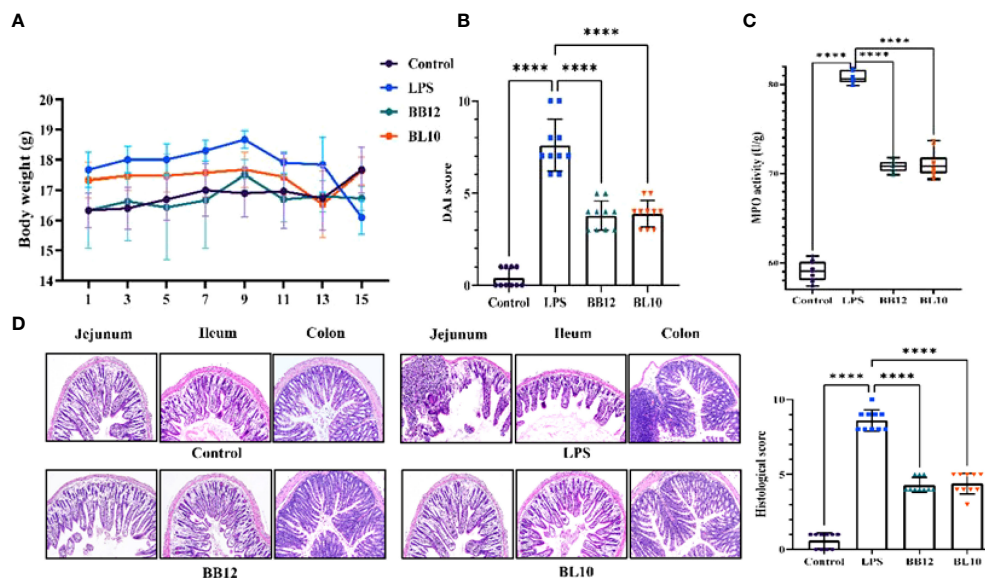 A
Control
LPS
BB12
BL10
Body weight (g)
20
19
18
17
16
15
14
1 3 5 7 9 11 13 15
B
****
**** ****
DAI score
10
5
0
Control LPS BB12 BL10
C
****
**** ****
MPO activity (U/g)
80
70
60
Control LPS BB12 BL10
D
Jejunum Ileum Colon
Control
Jejunum Ileum Colon
LPS
BB12
BL10
****
**** ****
Histological score
10
5
0
Control LPS BB12 BL10